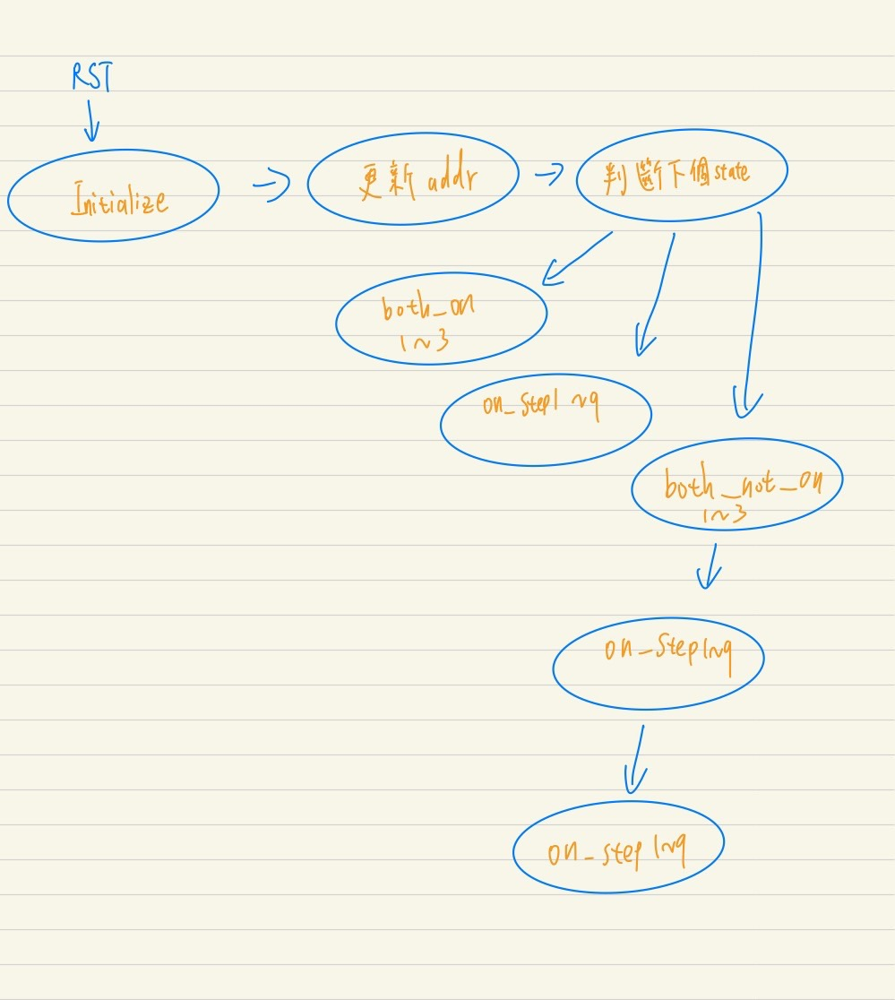 RST
Initialize
更新 addr
判斷下個state
both_on
1~3
on_step1~9
both_not_on
1~3
on_step1~9
on_step1~9